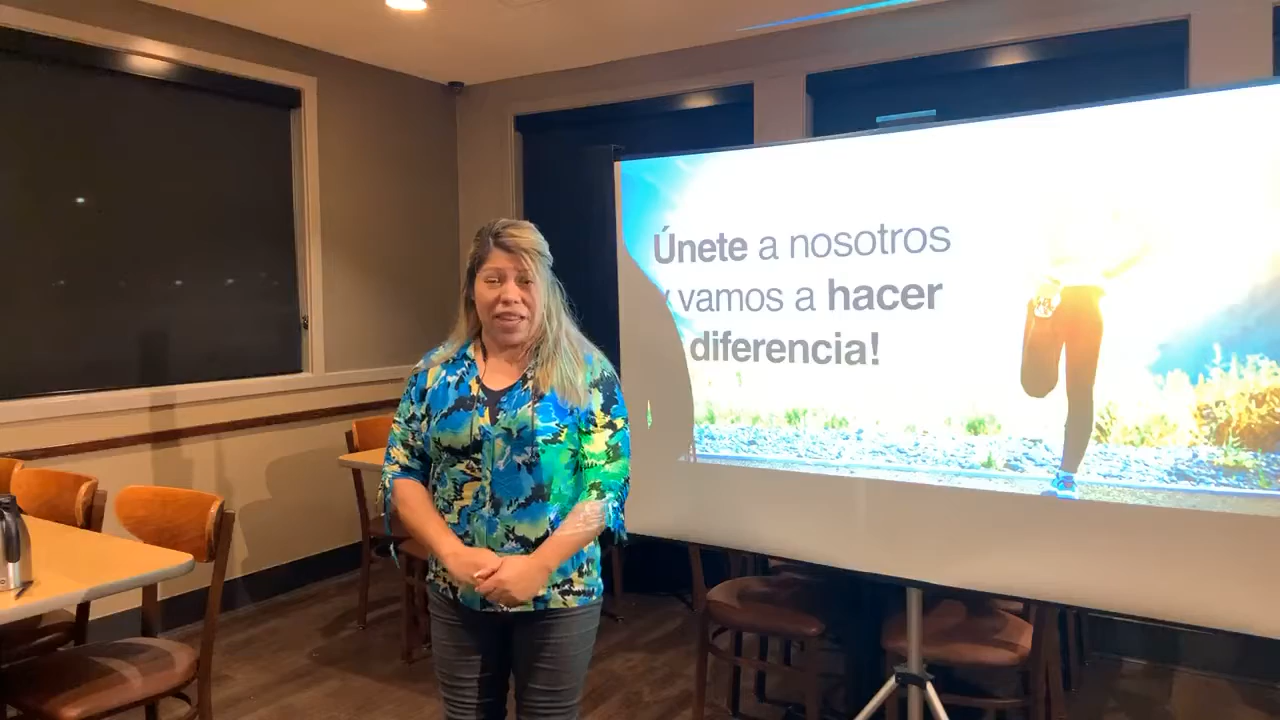 Únete a nosotros
y vamos a hacer
diferencia!